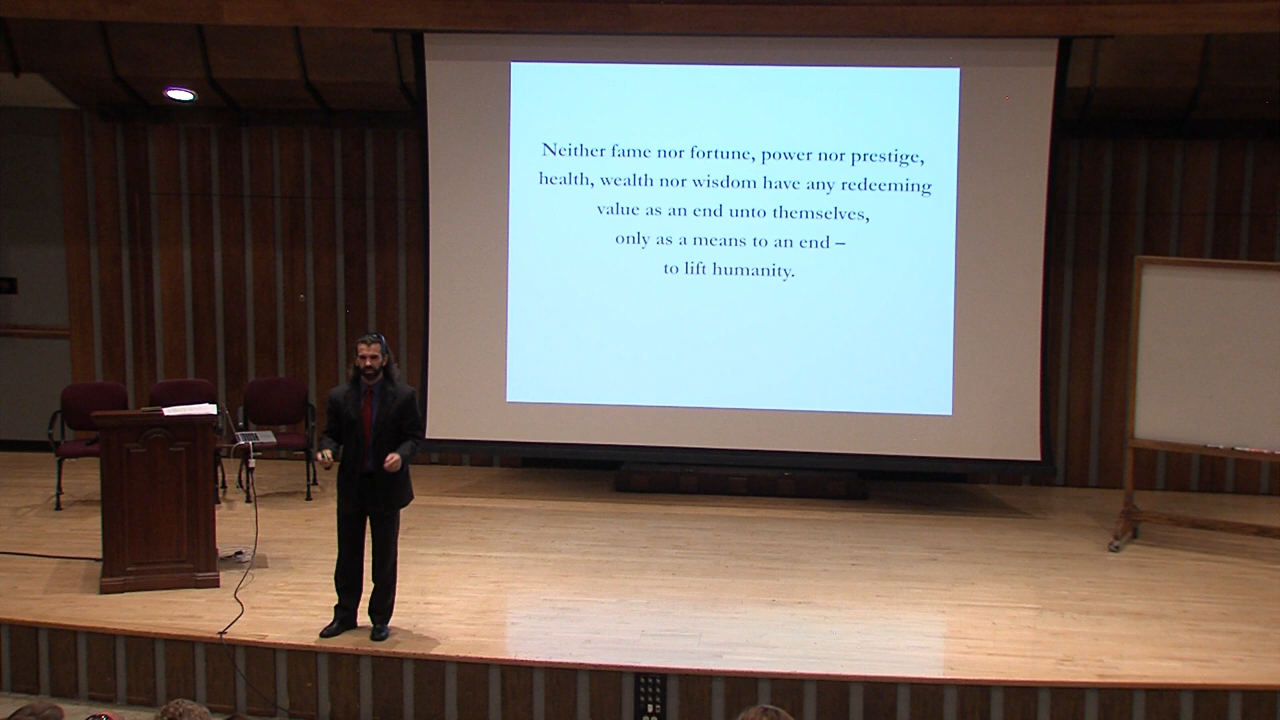 Neither fame nor fortune, power nor prestige,
health, wealth nor wisdom have any redeeming
value as an end unto themselves,
only as a means to an end –
to lift humanity.